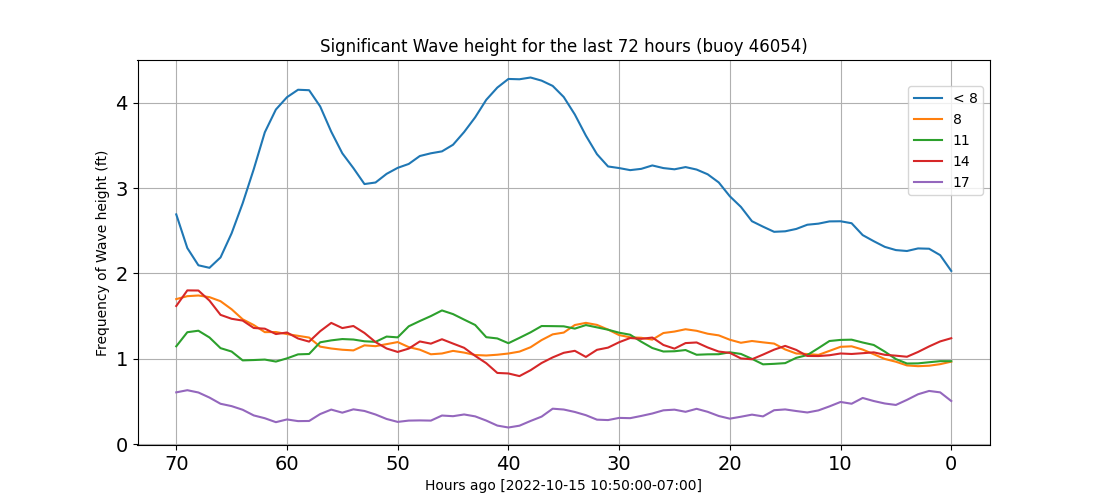 Significant Wave height for the last 72 hours (buoy 46054)
Frequency of Wave height (ft)
4
3
2
1
0
< 8
8
11
14
17
70 60 50 40 30 20 10 0
Hours ago [2022-10-15 10:50:00-07:00]